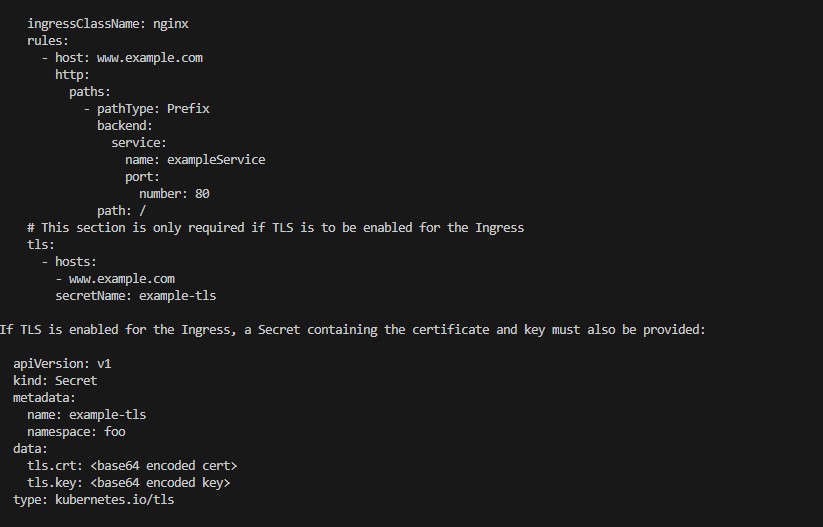 ingressClassName: nginx
    rules:
      - host: www.example.com
        http:
          paths:
            - pathType: Prefix
              backend:
                service:
                  name: exampleService
                  port:
                    number: 80
              path: /
    # This section is only required if TLS is to be enabled for the Ingress
    tls:
      - hosts:
        - www.example.com
        secretName: example-tls

If TLS is enabled for the Ingress, a Secret containing the certificate and key must also be provided:

  apiVersion: v1
  kind: Secret
  metadata:
    name: example-tls
    namespace: foo
  data:
    tls.crt: <base64 encoded cert>
    tls.key: <base64 encoded key>
  type: kubernetes.io/tls